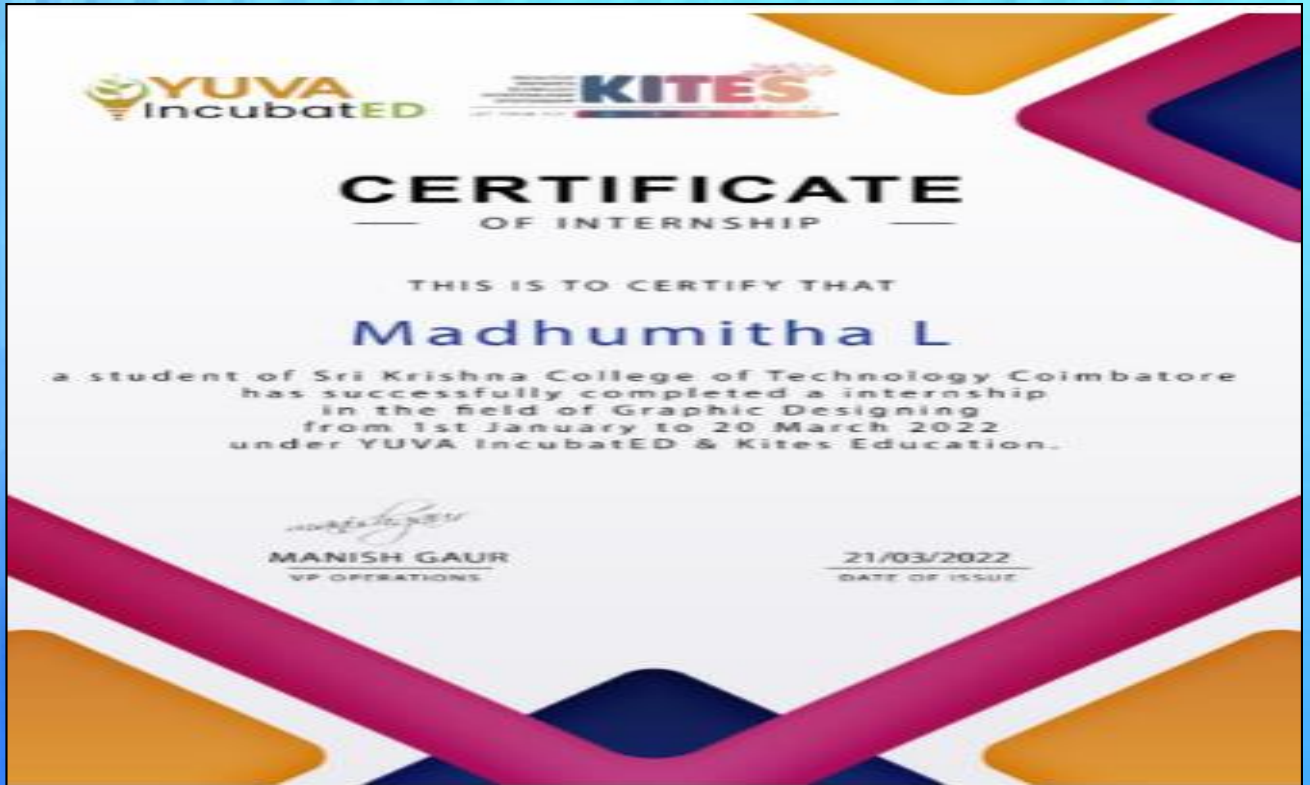 YUVA
IncubatED
KITES
CERTIFICATE
OF INTERNSHIP
THIS IS TO CERTIFY THAT
Madhumitha L
a student of Sri Krishna College of Technology Coimbatore
has successfully completed a internship
in the field of Graphic Designing
from 1st January to 20 March 2022
under YUVA IncubatED & Kites Education.
manishgaur
MANISH GAUR
21/03/2022
VP OPERATIONS
DATE OF ISSUE